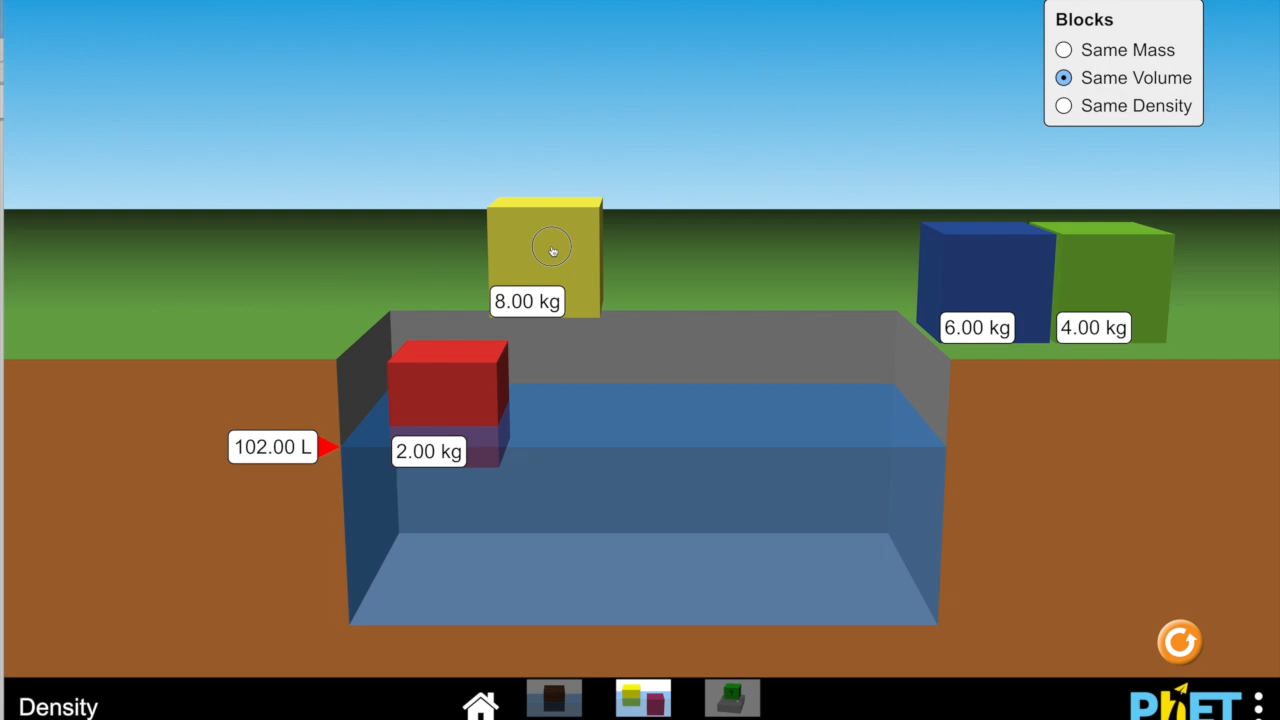 Blocks
Same Mass
Same Volume
Same Density
8.00 kg
6.00 kg
4.00 kg
102.00 L
2.00 kg
Density
PhET